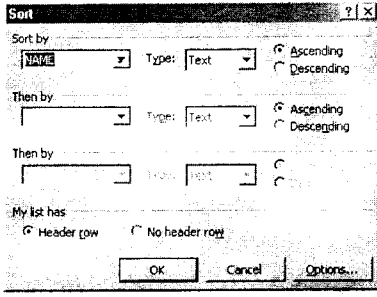 Sort
Sort by
NAME Type: Text Ascending
Descending
Then by
Type: Text Ascending
Descending
Then by
Text
My list has
Header row No header row
OK Cancel Options...